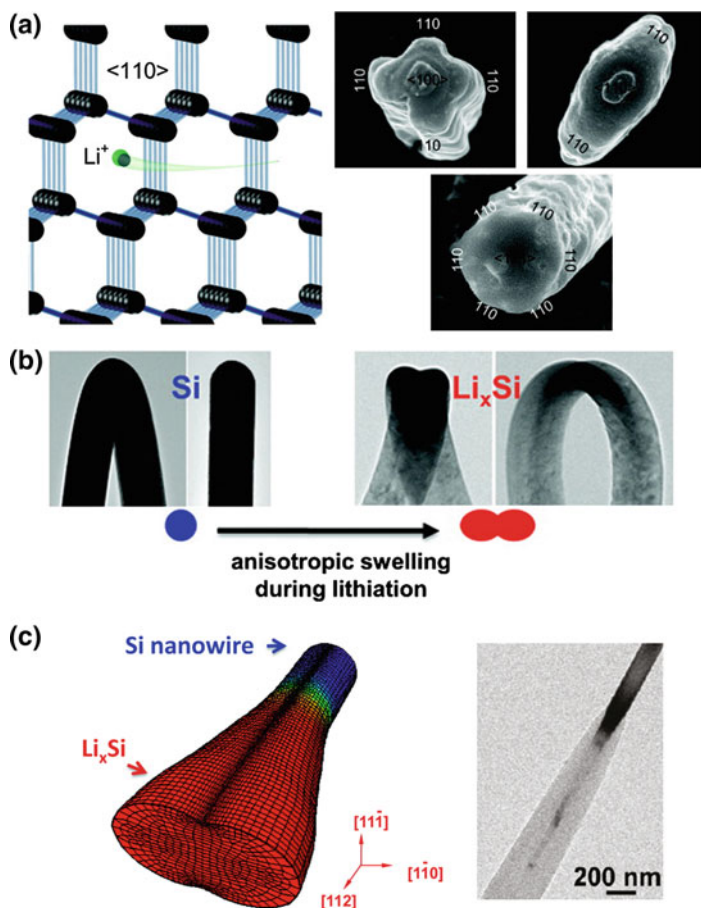 (a)
<110>
Li+
110
110
<100>
110
10
110
110
110
110
110
110
110
110
(b)
Si
LiₓSi
anisotropic swelling
during lithiation
(c)
Si nanowire
LiₓSi
[111̄]
[11̄0]
[112]
200 nm